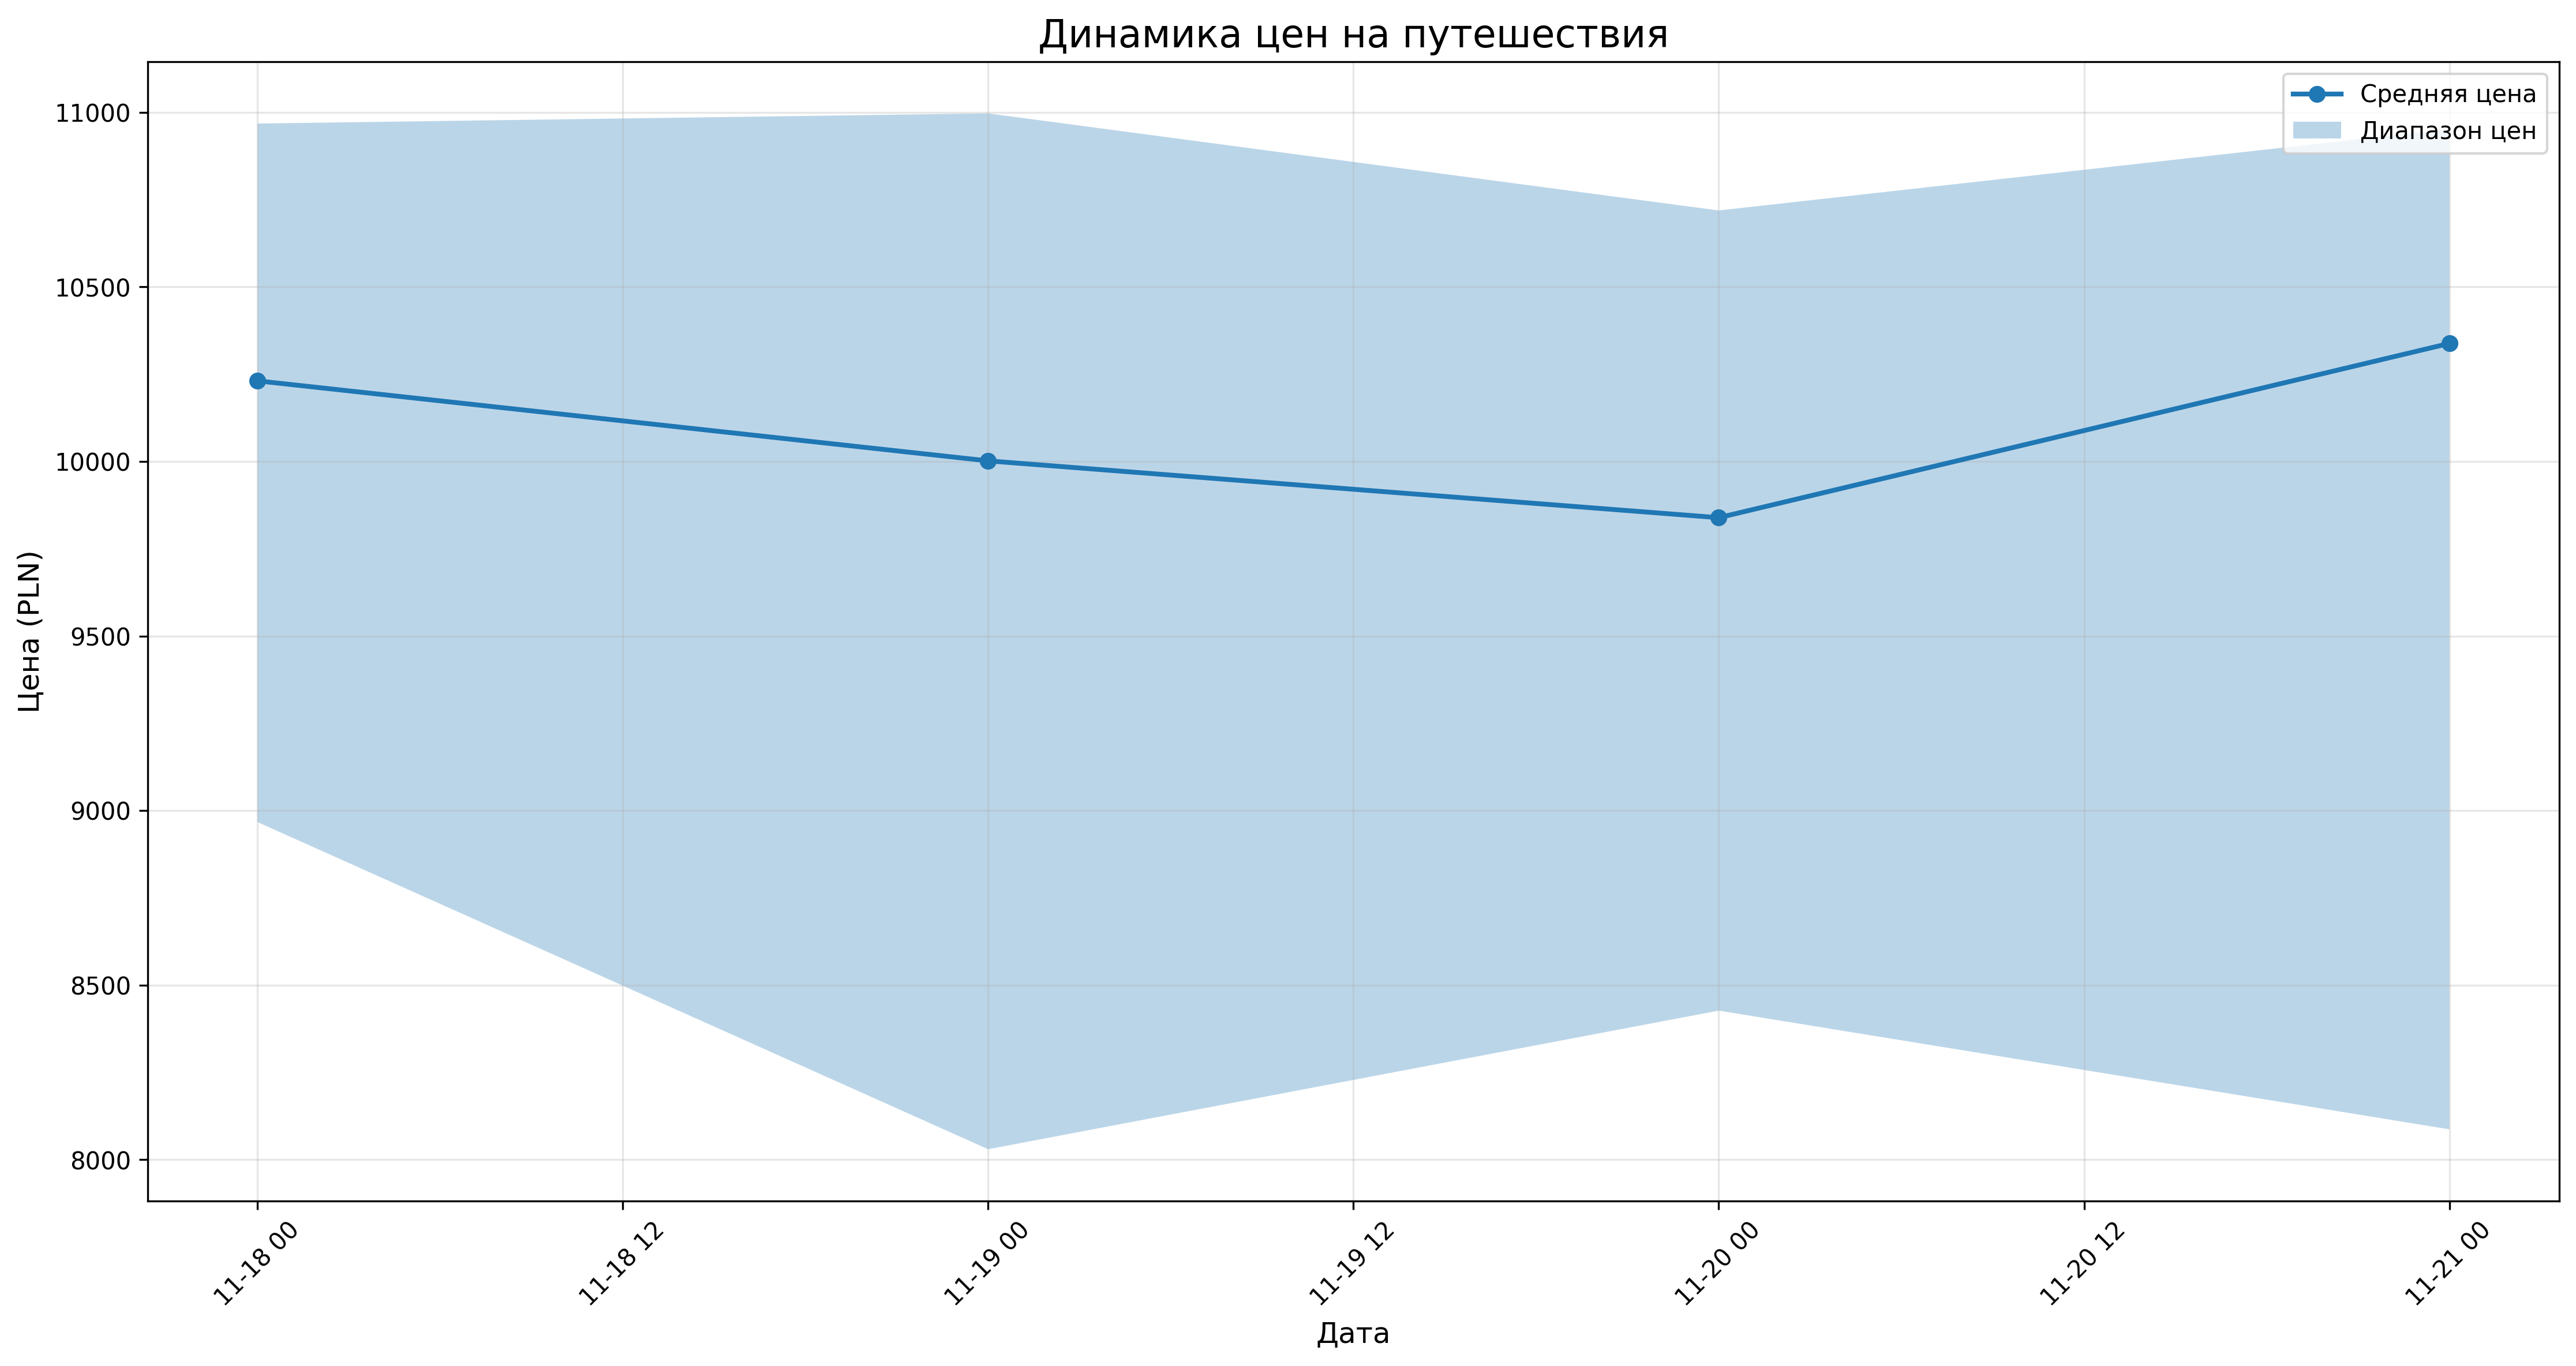 Динамика цен на путешествия
Средняя цена
Диапазон цен
11000
10500
10000
9500
9000
8500
8000
Цена (PLN)
11-18 00
11-18 12
11-19 00
11-19 12
11-20 00
11-20 12
11-21 00
Дата